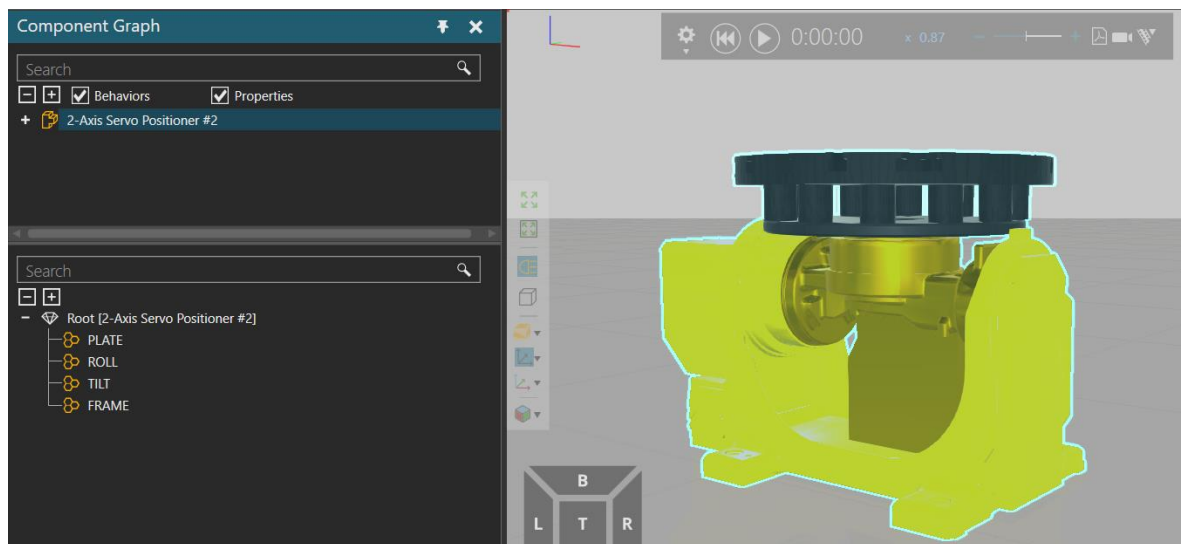 Component Graph
Search
Behaviors Properties
2-Axis Servo Positioner #2
Search
Root [2-Axis Servo Positioner #2]
PLATE
ROLL
TILT
FRAME
0:00:00 x 0.87
B
L T R